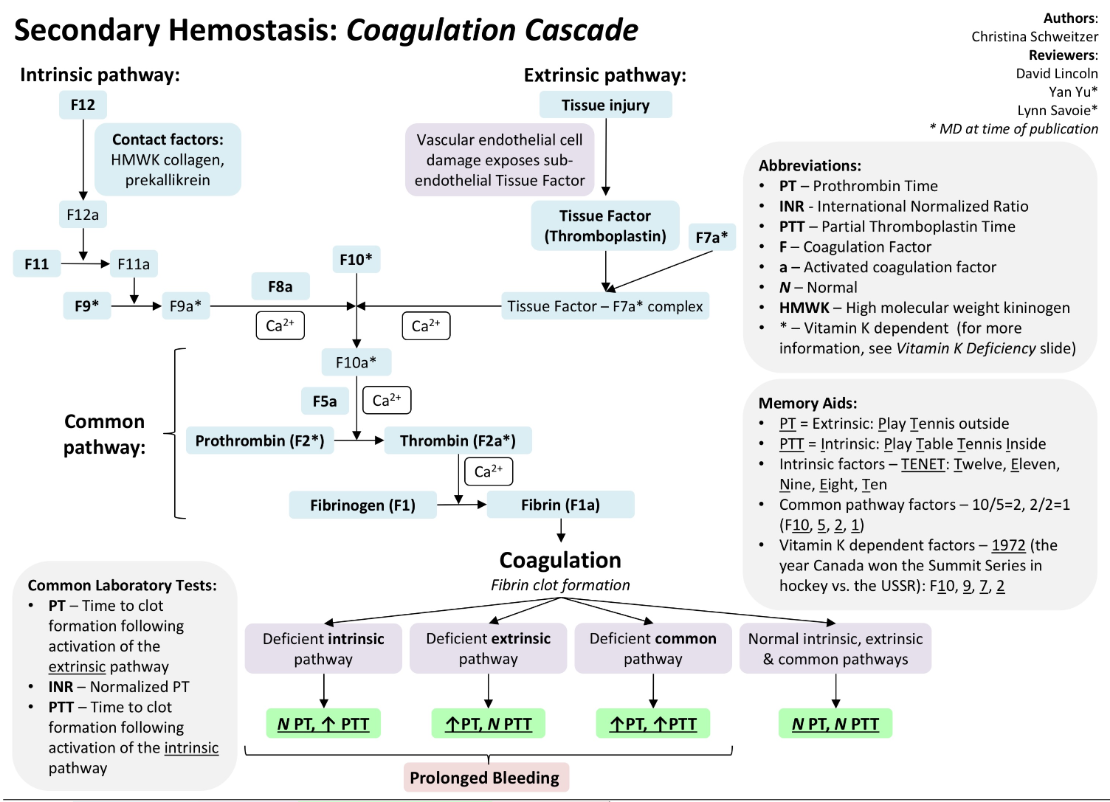 Secondary Hemostasis: Coagulation Cascade
Authors:
Christina Schweitzer
Reviewers:
David Lincoln
Yan Yu*
Lynn Savoie*
* MD at time of publication
Intrinsic pathway:
F12
Contact factors:
HMWK collagen,
prekallikrein
F12a
F11
F11a
F9*
F9a*
F8a
Ca2+
F10*
Extrinsic pathway:
Tissue injury
Vascular endothelial cell
damage exposes sub-
endothelial Tissue Factor
Tissue Factor
(Thromboplastin)
F7a*
Tissue Factor – F7a* complex
Ca2+
Common
pathway:
F10a*
F5a
Ca2+
Prothrombin (F2*)
Thrombin (F2a*)
Ca2+
Fibrinogen (F1)
Fibrin (F1a)
Coagulation
Fibrin clot formation
Deficient intrinsic
pathway
Deficient extrinsic
pathway
Deficient common
pathway
Normal intrinsic, extrinsic
& common pathways
N PT, ↑ PTT
↑PT, N PTT
↑PT, ↑PTT
N PT, N PTT
Prolonged Bleeding
Abbreviations:
• PT – Prothrombin Time
• INR - International Normalized Ratio
• PTT – Partial Thromboplastin Time
• F – Coagulation Factor
• a – Activated coagulation factor
• N – Normal
• HMWK – High molecular weight kininogen
• * – Vitamin K dependent (for more
information, see Vitamin K Deficiency slide)
Memory Aids:
• PT = Extrinsic: Play Tennis outside
• PTT = Intrinsic: Play Table Tennis Inside
• Intrinsic factors – TENET: Twelve, Eleven,
Nine, Eight, Ten
• Common pathway factors – 10/5=2, 2/2=1
(F10, 5, 2, 1)
• Vitamin K dependent factors – 1972 (the
year Canada won the Summit Series in
hockey vs. the USSR): F10, 9, 7, 2
Common Laboratory Tests:
• PT – Time to clot
formation following
activation of the
extrinsic pathway
• INR – Normalized PT
• PTT – Time to clot
formation following
activation of the intrinsic
pathway